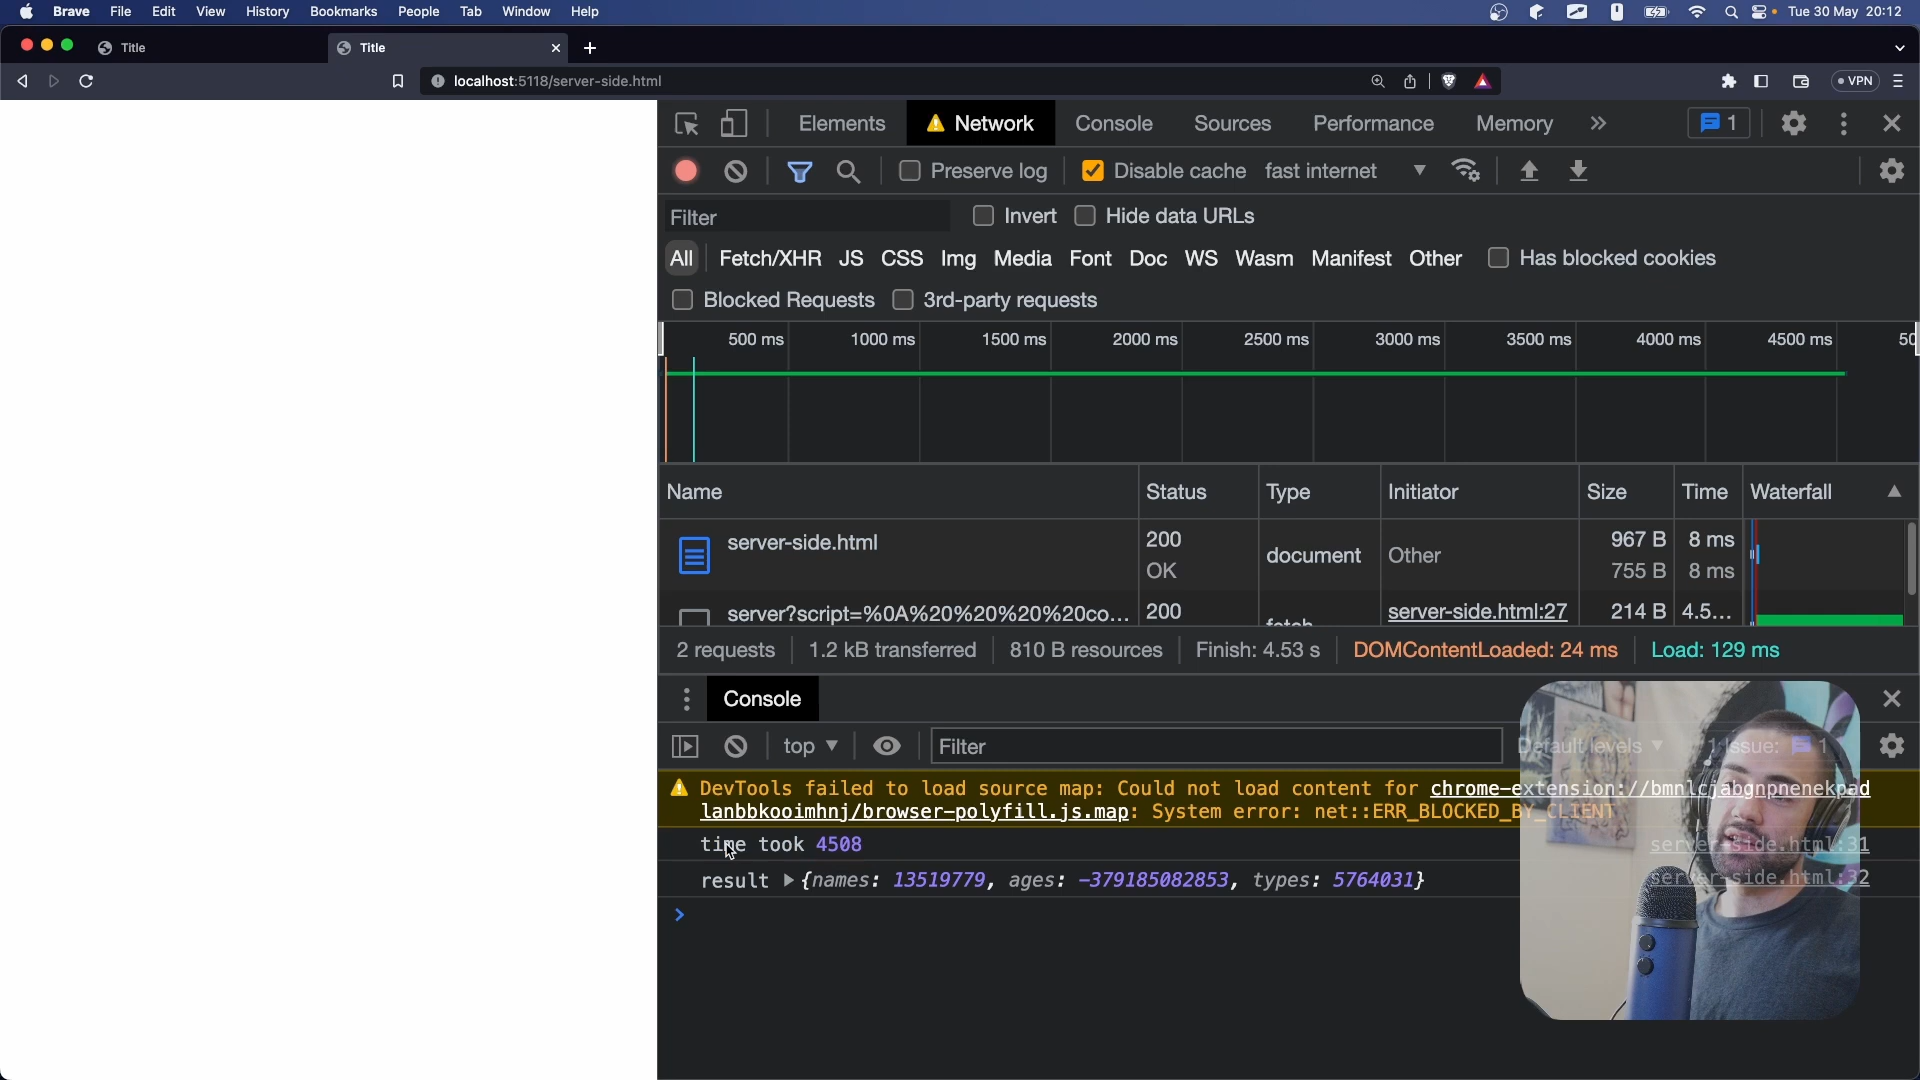 Brave File Edit View History Bookmarks People Tab Window Help Tue 30 May 20:12
Title Title
localhost:5118/server-side.html VPN
Elements Network Console Sources Performance Memory 1
Preserve log Disable cache fast internet
Filter Invert Hide data URLs
All Fetch/XHR JS CSS Img Media Font Doc WS Wasm Manifest Other Has blocked cookies
Blocked Requests 3rd-party requests
500 ms 1000 ms 1500 ms 2000 ms 2500 ms 3000 ms 3500 ms 4000 ms 4500 ms 50
Name Status Type Initiator Size Time Waterfall
server-side.html 200 OK document Other 967 B 755 B 8 ms 8 ms
server?script=%0A%20%20%20%20co... 200 fetch server-side.html:27 214 B 4.5...
2 requests 1.2 kB transferred 810 B resources Finish: 4.53 s DOMContentLoaded: 24 ms Load: 129 ms
Console
top Filter Default levels 1 Issue: 1
DevTools failed to load source map: Could not load content for chrome-extension://bmnlcjabgnpnenekpad
lanbbkooimhnj/browser-polyfill.js.map: System error: net::ERR_BLOCKED_BY_CLIENT
time took 4508 server-side.html:31
result {names: 13519779, ages: -379185082853, types: 5764031} server-side.html:32